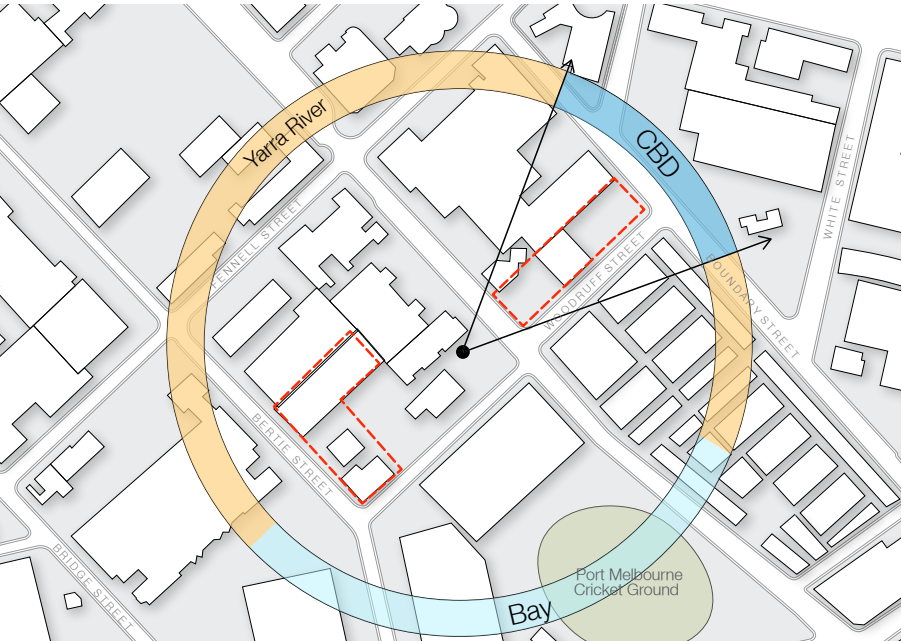 Yarra River
CBD
WHITE STREET
FENNELL STREET
WOODRUFF STREET
BOUNDARY STREET
BERTIE STREET
BRIDGE STREET
Port Melbourne
Cricket Ground
Bay